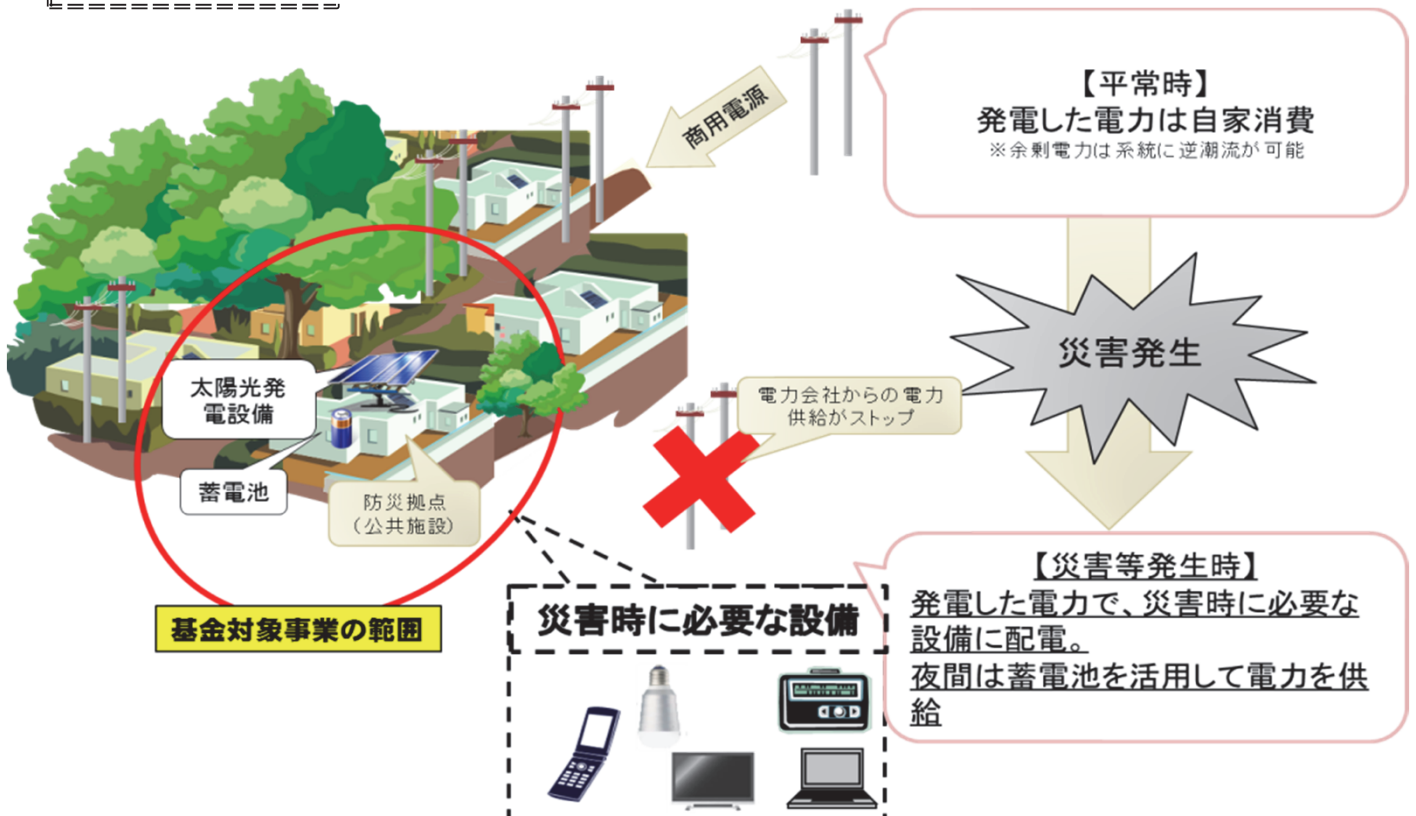 商用電源
【平常時】
発電した電力は自家消費
※余剰電力は系統に逆潮流が可能
災害発生
電力会社からの電力
供給がストップ
太陽光発
電設備
蓄電池
防災拠点
（公共施設）
基金対象事業の範囲
災害時に必要な設備
【災害等発生時】
発電した電力で、災害時に必要な
設備に配電。
夜間は蓄電池を活用して電力を供
給